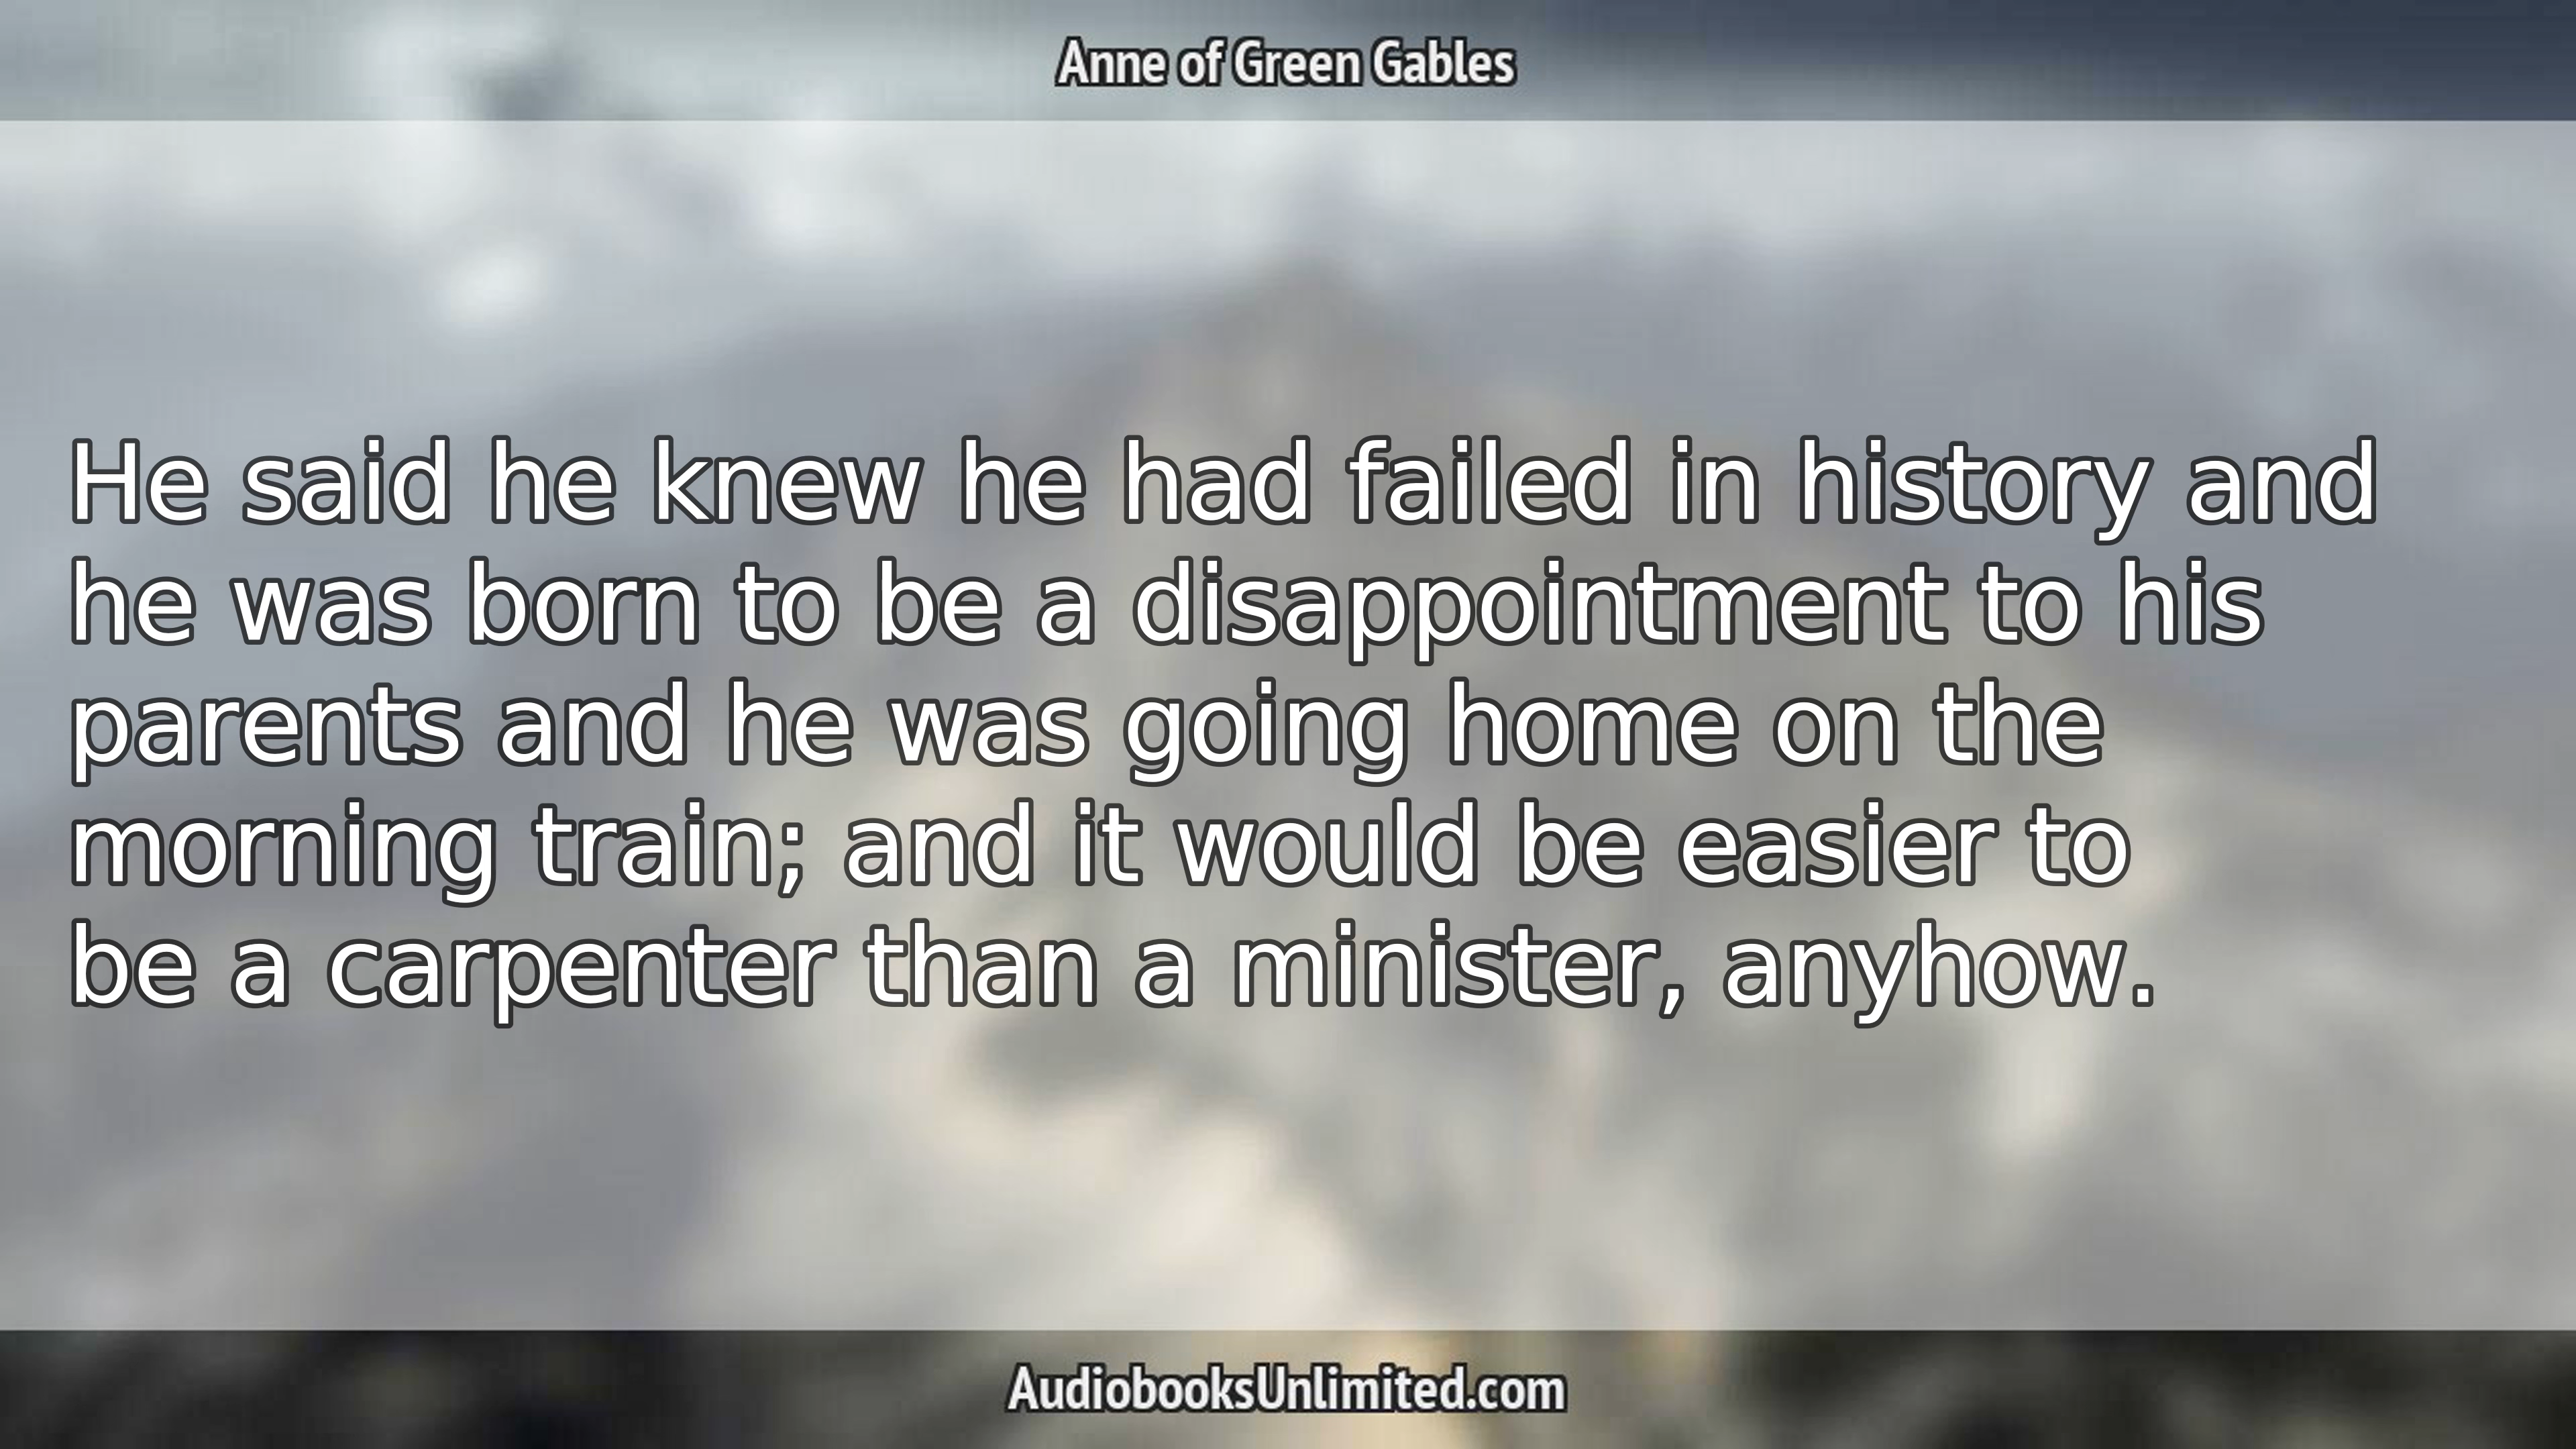 Anne of Green Gables
He said he knew he had failed in history and
he was born to be a disappointment to his
parents and he was going home on the
morning train; and it would be easier to
be a carpenter than a minister, anyhow.
AudiobooksUnlimited.com